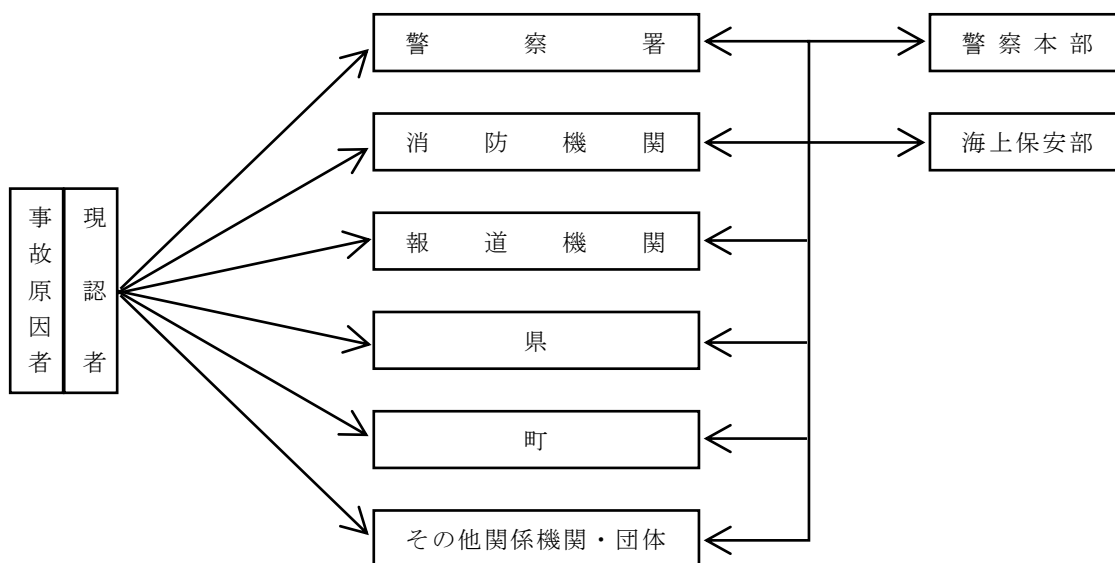 事故原因者
現認者
警察署
消防機関
報道機関
県
町
その他関係機関・団体
警察本部
海上保安部